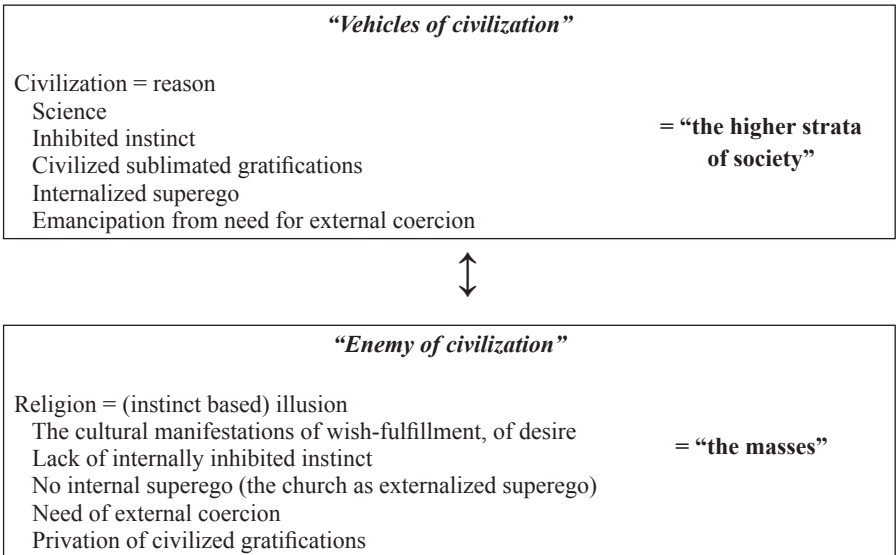 “Vehicles of civilization”
Civilization = reason
Science
Inhibited instinct
Civilized sublimated gratifications
Internalized superego
Emancipation from need for external coercion
= “the higher strata
of society”
“Enemy of civilization”
Religion = (instinct based) illusion
The cultural manifestations of wish-fulfillment, of desire
Lack of internally inhibited instinct
No internal superego (the church as externalized superego)
Need of external coercion
Privation of civilized gratifications
= “the masses”